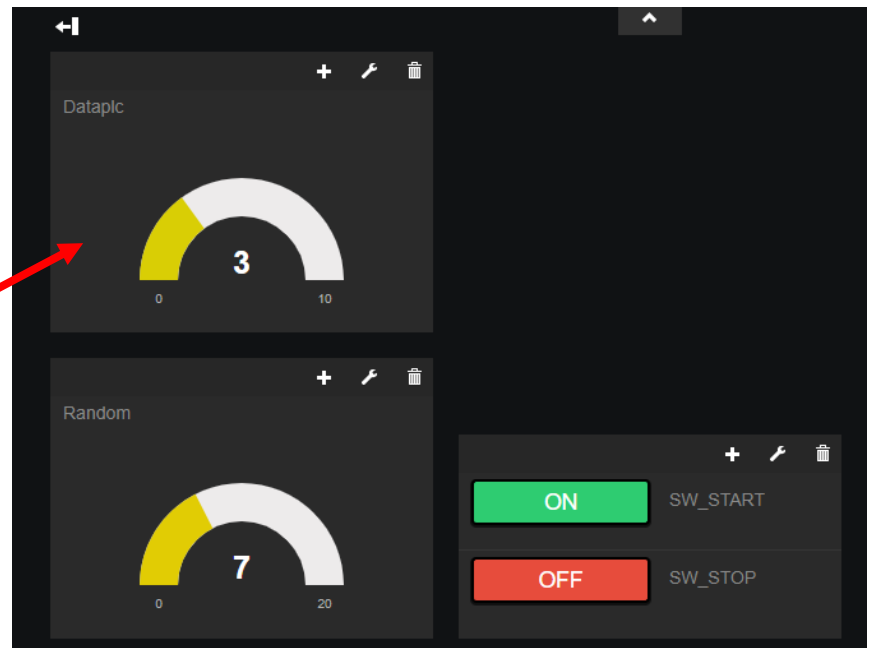 Dataplc
3
0 10
Random
7
0 20
ON SW_START
OFF SW_STOP